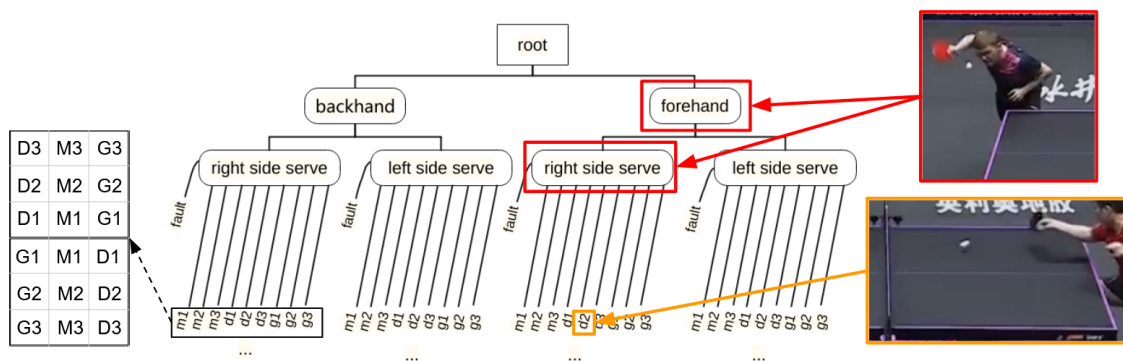 root
backhand
forehand
right side serve
left side serve
right side serve
left side serve
fault
fault
fault
fault
D3 M3 G3
D2 M2 G2
D1 M1 G1
G1 M1 D1
G2 M2 D2
G3 M3 D3
m1 m2 m3 d1 d2 d3 g1 g2 g3
m1 m2 m3 d1 d2 d3 g1 g2 g3
m1 m2 m3 d1 d2 d3 g1 g2 g3
m1 m2 m3 d1 d2 d3 g1 g2 g3
...
...
...
...
水井